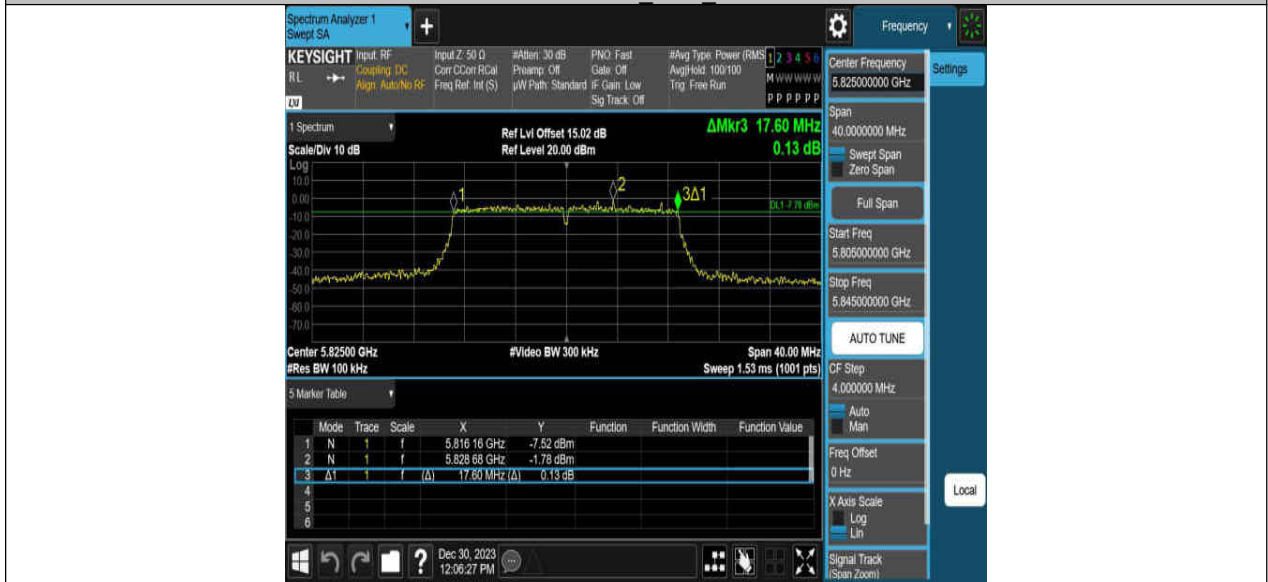 Spectrum Analyzer 1
Swept SA
+
Frequency
KEYSIGHT
RL
LXI
Input: RF
Coupling: DC
Align: Auto/No RF
Input Z: 50 Ω
Corr CCorr RCal
Freq Ref: Int (S)
#Atten: 30 dB
Preamp: Off
µW Path: Standard
PNO: Fast
Gate: Off
IF Gain: Low
Sig Track: Off
#Avg Type: Power (RMS
Avg|Hold: 100/100
Trig: Free Run
1 2 3 4 5 6
M W W W W W
P P P P P P
1 Spectrum
Scale/Div 10 dB
Ref Lvl Offset 15.02 dB
Ref Level 20.00 dBm
ΔMkr3 17.60 MHz
0.13 dB
Log
10.0
0.00
-10.0
-20.0
-30.0
-40.0
-50.0
-60.0
-70.0
1
2
3Δ1
DL1 -7.78 dBm
Center 5.82500 GHz
#Res BW 100 kHz
#Video BW 300 kHz
Span 40.00 MHz
Sweep 1.53 ms (1001 pts)
5 Marker Table
Mode Trace Scale X Y Function Function Width Function Value
1 N 1 f 5.816 16 GHz -7.52 dBm
2 N 1 f 5.828 68 GHz -1.78 dBm
3 Δ1 1 f (Δ) 17.60 MHz (Δ) 0.13 dB
4
5
6
?
Dec 30, 2023
12:06:27 PM
Center Frequency
5.825000000 GHz
Span
40.0000000 MHz
Swept Span
Zero Span
Full Span
Start Freq
5.805000000 GHz
Stop Freq
5.845000000 GHz
AUTO TUNE
CF Step
4.000000 MHz
Auto
Man
Freq Offset
0 Hz
X Axis Scale
Log
Lin
Signal Track
(Span Zoom)
Settings
Local